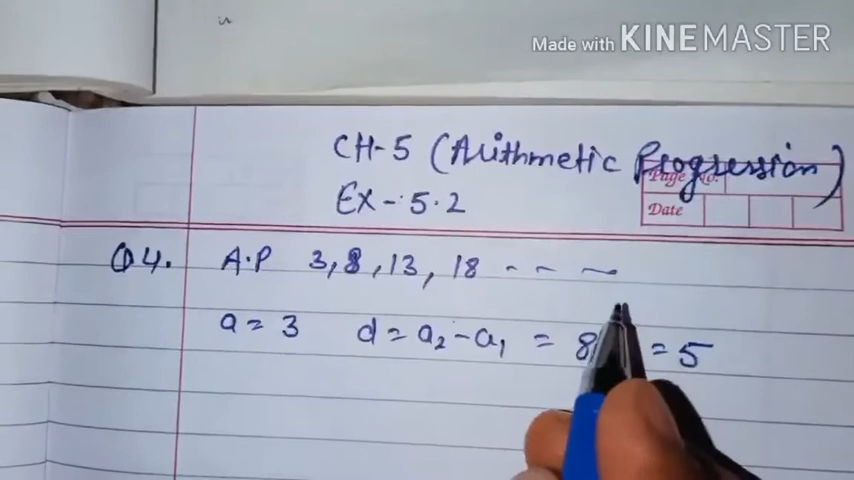 Made with KINEMASTER
CH-5 (Arithmetic Progression)
Page No.
EX-5.2
Date
Q4. A.P 3, 8, 13, 18 - - -
a = 3 d = a₂ - a₁ = 8 = 5